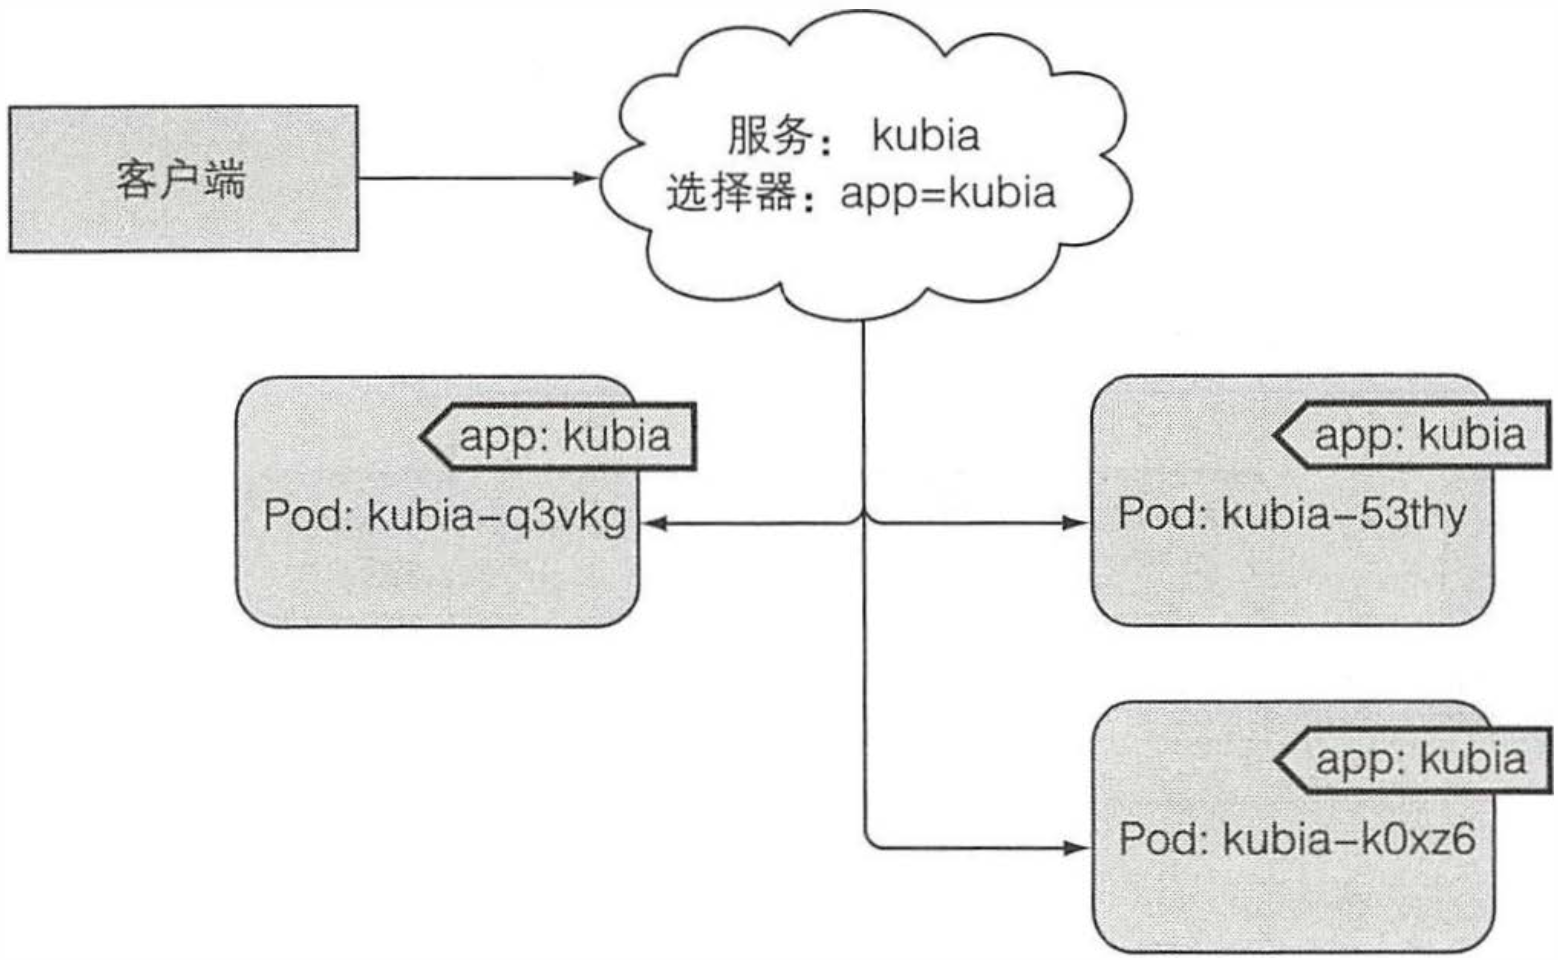 客户端
服务： kubia
选择器：app=kubia
app: kubia
Pod: kubia-q3vkg
app: kubia
Pod: kubia-53thy
app: kubia
Pod: kubia-k0xz6